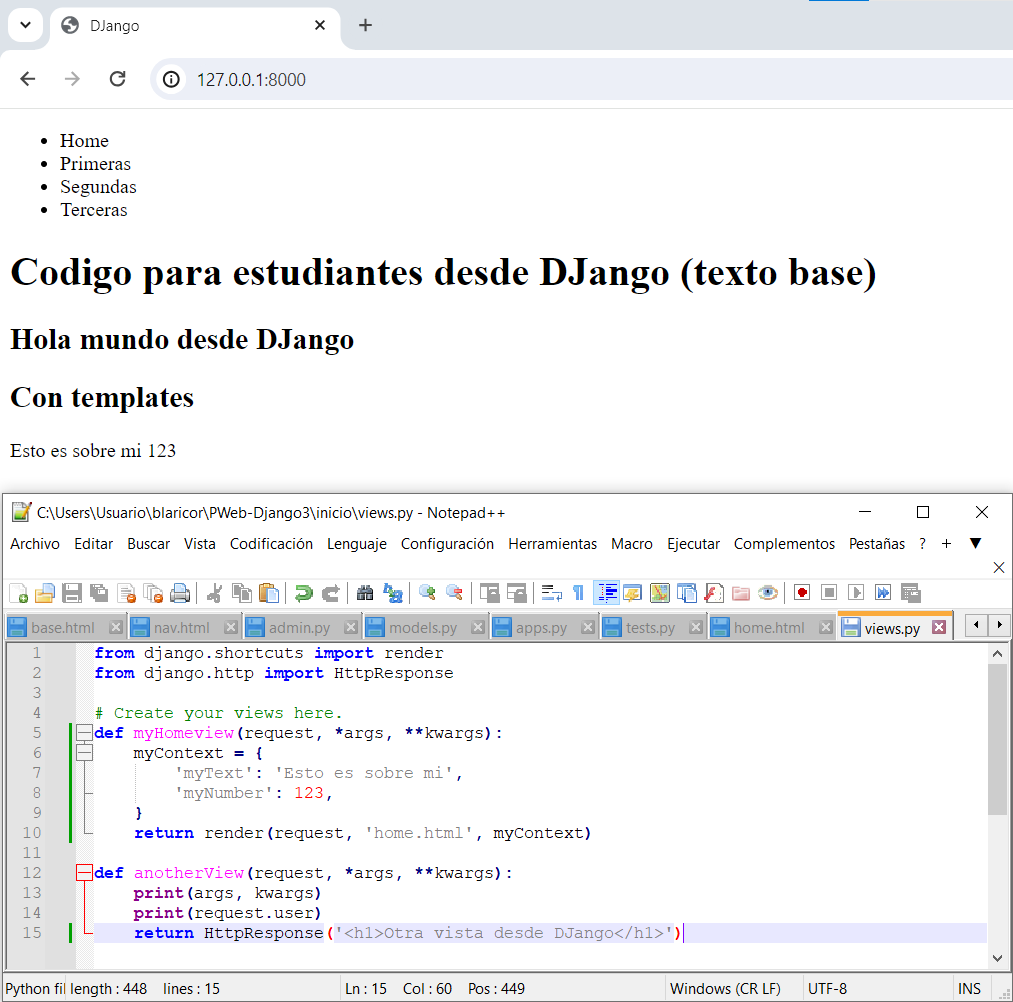 DJango
127.0.0.1:8000
Home
Primeras
Segundas
Terceras
Codigo para estudiantes desde DJango (texto base)
Hola mundo desde DJango
Con templates
Esto es sobre mi 123
C:\Users\Usuario\blaricor\PWeb-Django3\inicio\views.py - Notepad++
Archivo Editar Buscar Vista Codificación Lenguaje Configuración Herramientas Macro Ejecutar Complementos Pestañas ? +
base.html nav.html admin.py models.py apps.py tests.py home.html views.py
1 from django.shortcuts import render
2 from django.http import HttpResponse
3
4 # Create your views here.
5 def myHomeview(request, *args, **kwargs):
6     myContext = {
7         'myText': 'Esto es sobre mi',
8         'myNumber': 123,
9     }
10     return render(request, 'home.html', myContext)
11
12 def anotherView(request, *args, **kwargs):
13     print(args, kwargs)
14     print(request.user)
15     return HttpResponse('<h1>Otra vista desde DJango</h1>')
Python fil length : 448 lines : 15 Ln : 15 Col : 60 Pos : 449 Windows (CR LF) UTF-8 INS